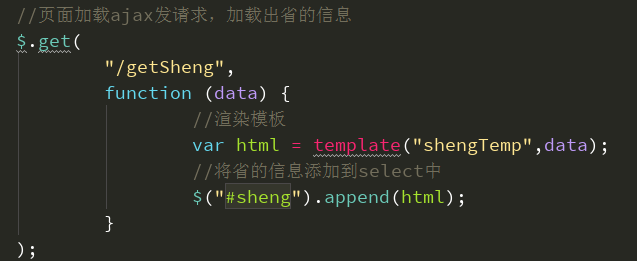 //页面加载ajax发请求，加载出省的信息
$.get(
"/getSheng",
function (data) {
//渲染模板
var html = template("shengTemp",data);
//将省的信息添加到select中
$("#sheng").append(html);
}
);